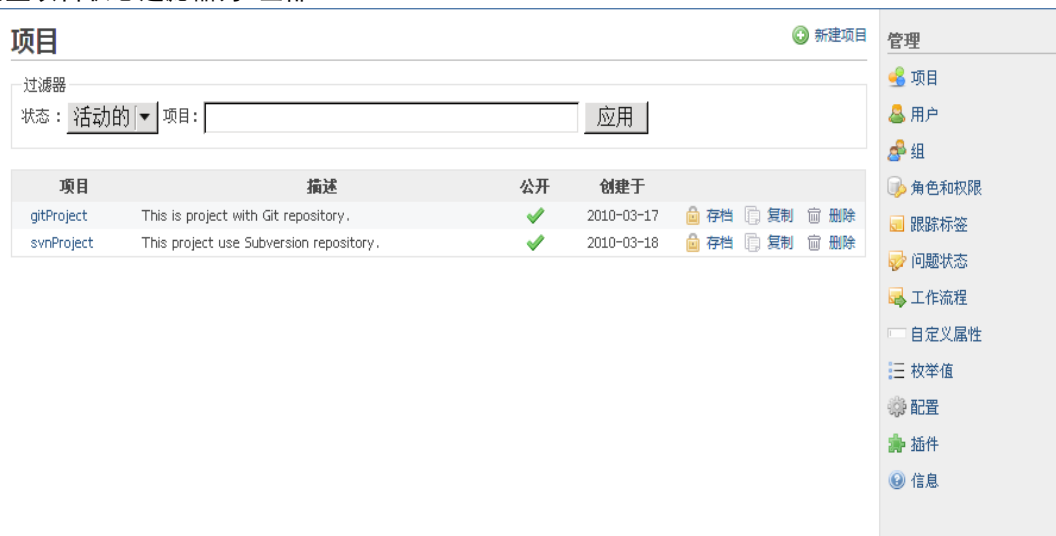 项目
新建项目
过滤器
状态： 活动的 项目: 应用
项目 描述 公开 创建于
gitProject This is project with Git repository. 2010-03-17 存档 复制 删除
svnProject This project use Subversion repository. 2010-03-18 存档 复制 删除
管理
项目
用户
组
角色和权限
跟踪标签
问题状态
工作流程
自定义属性
枚举值
配置
插件
信息